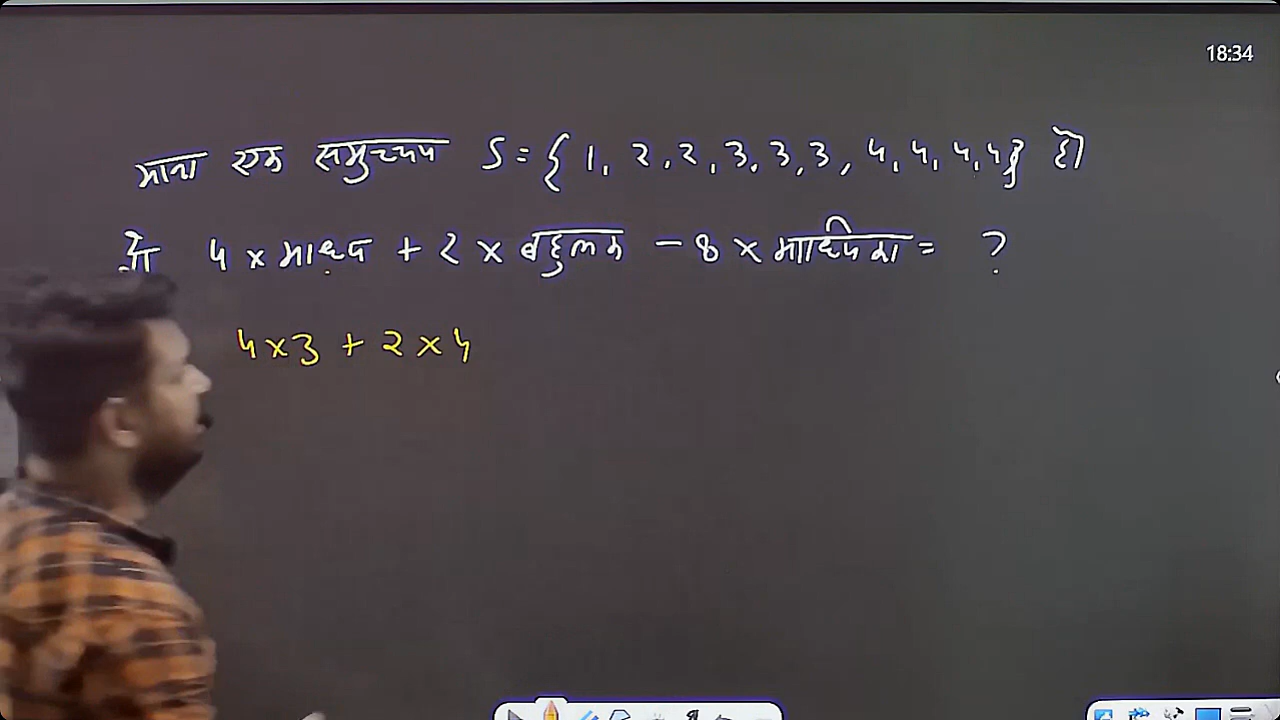 18:34
माना एक समुच्चय S = { 1, 2, 2, 3, 3, 3, 4, 4, 4, 4 } हो
तो 4 × माध्य + 2 × बहुलक - 8 × माध्यिका = ?
4 × 3 + 2 × 4